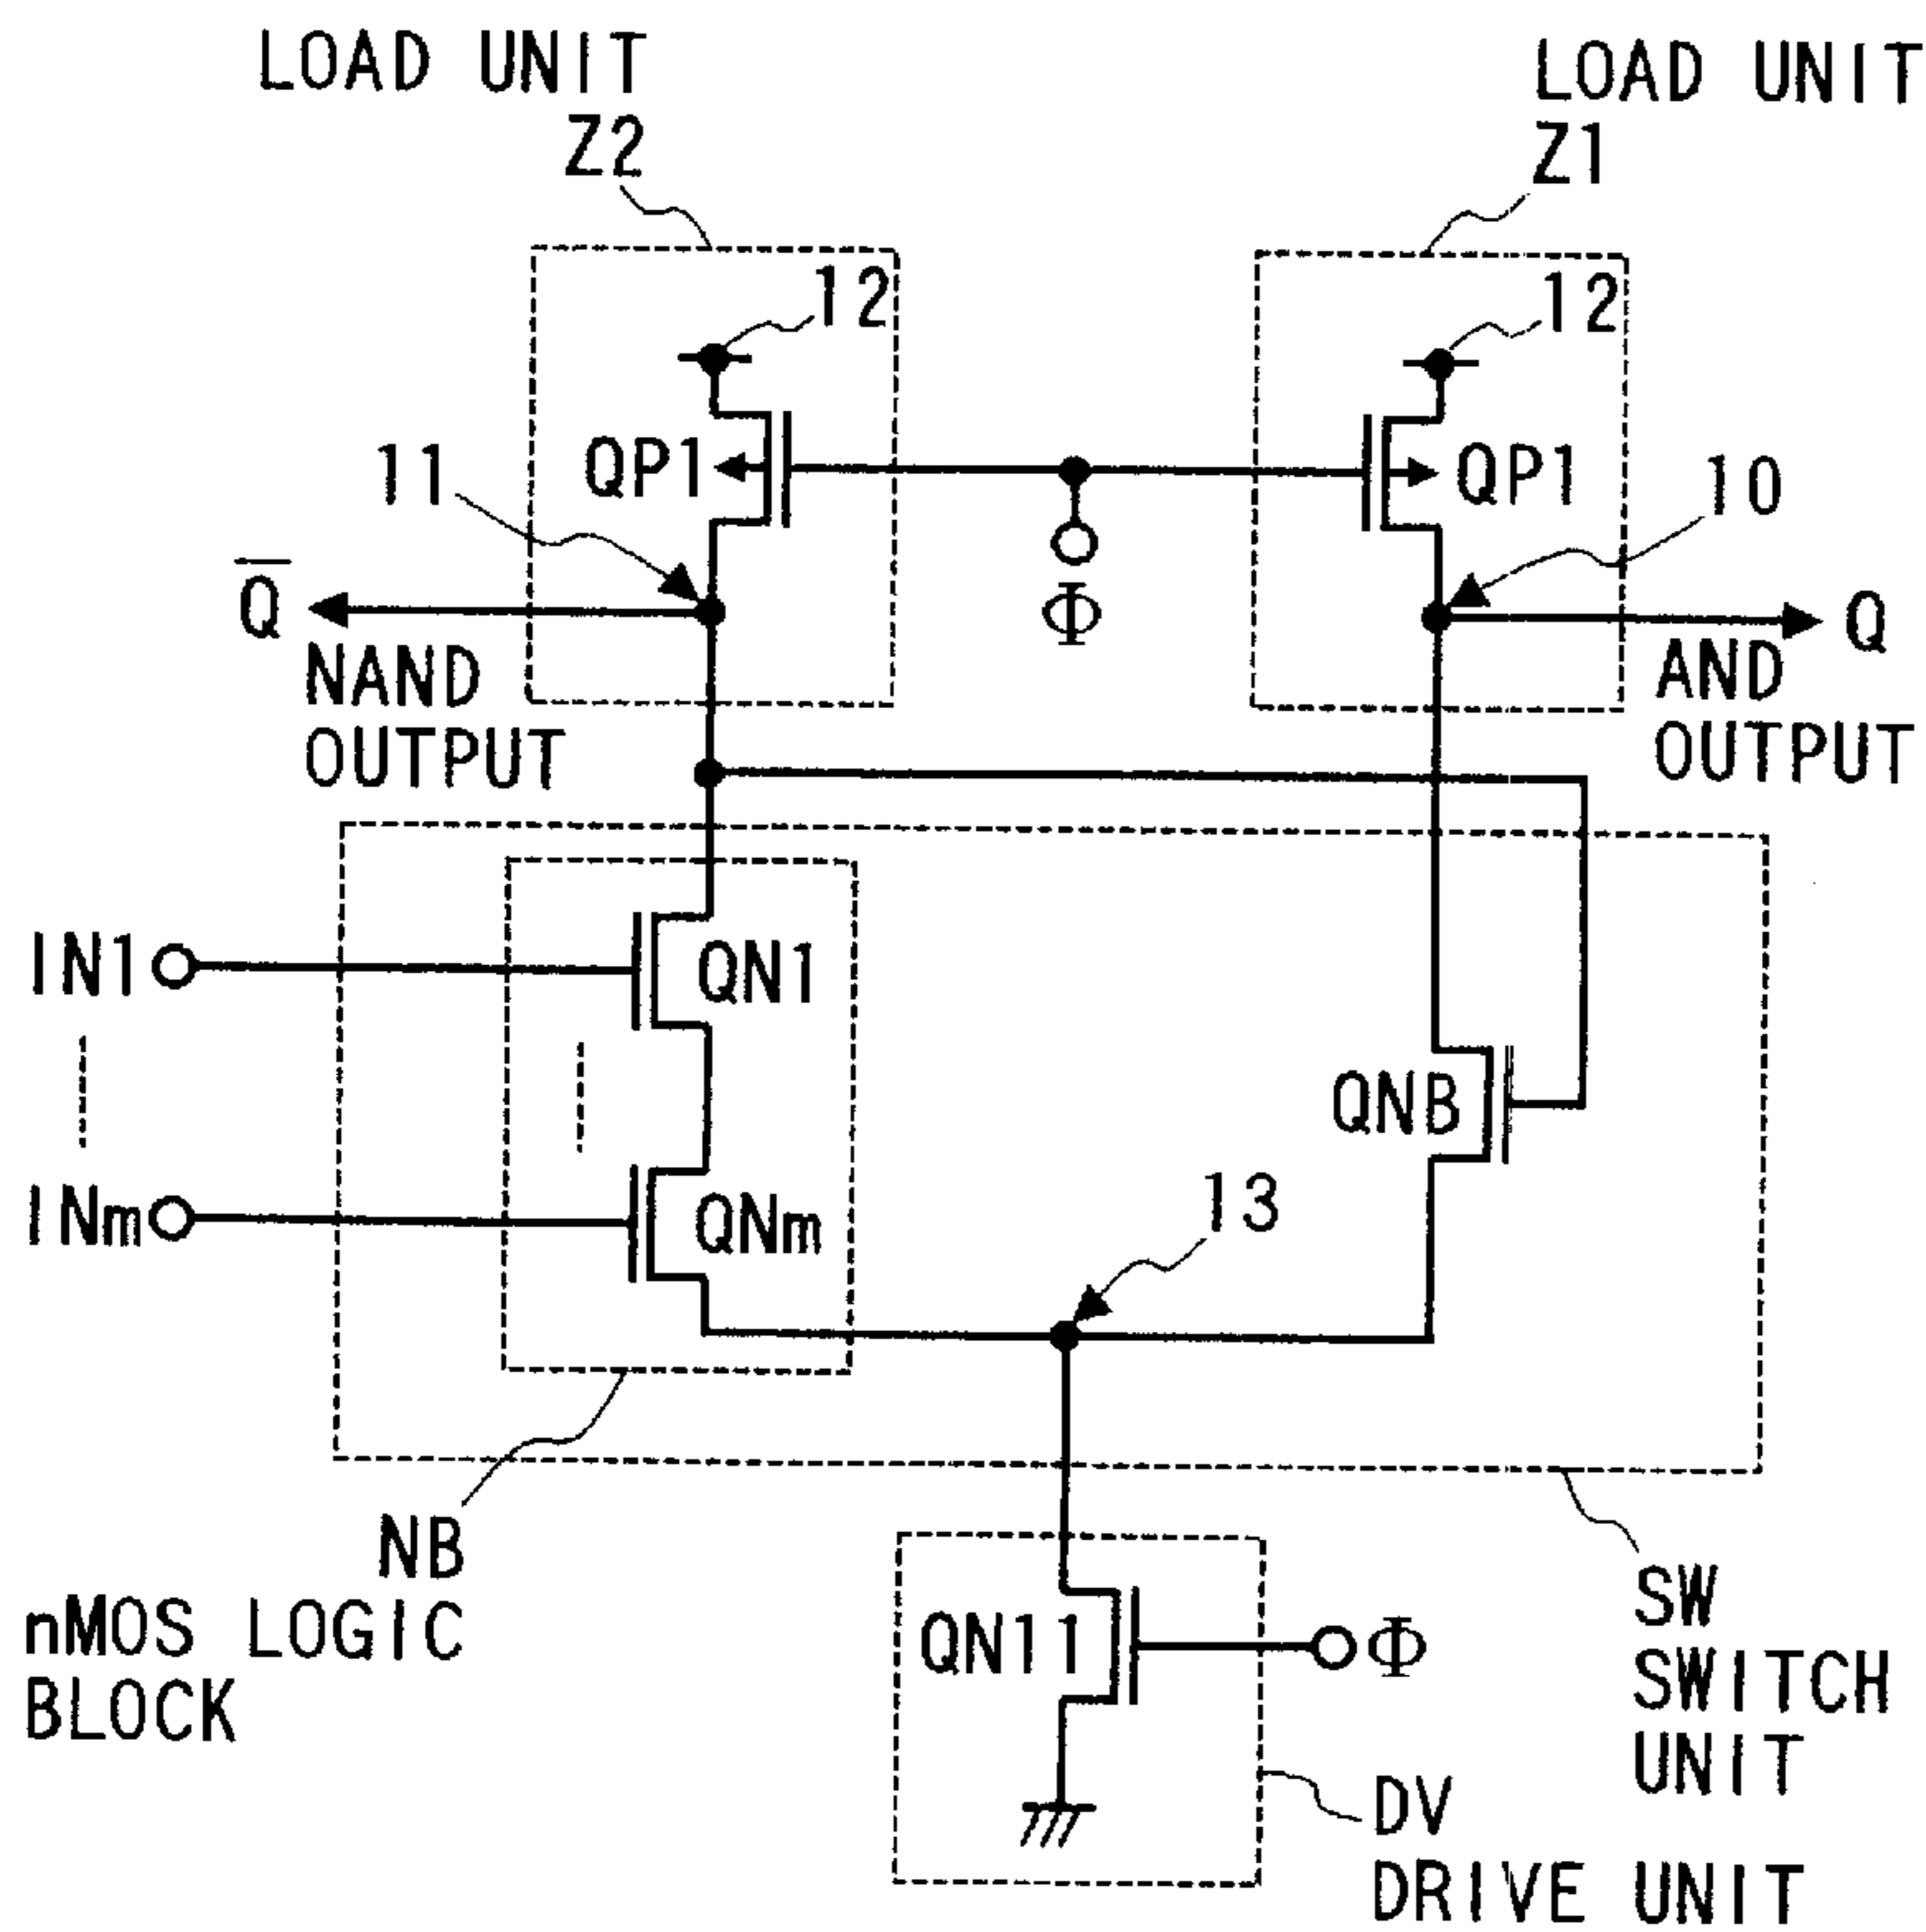 LOAD UNIT
Z2
LOAD UNIT
Z1
12
12
QP1
QP1
11
10
Q̅
Φ
Q
NAND
OUTPUT
AND
OUTPUT
IN1
QN1
QNB
INm
QNm
13
NB
nMOS LOGIC
BLOCK
QN11
Φ
SW
SWITCH
UNIT
DV
DRIVE UNIT